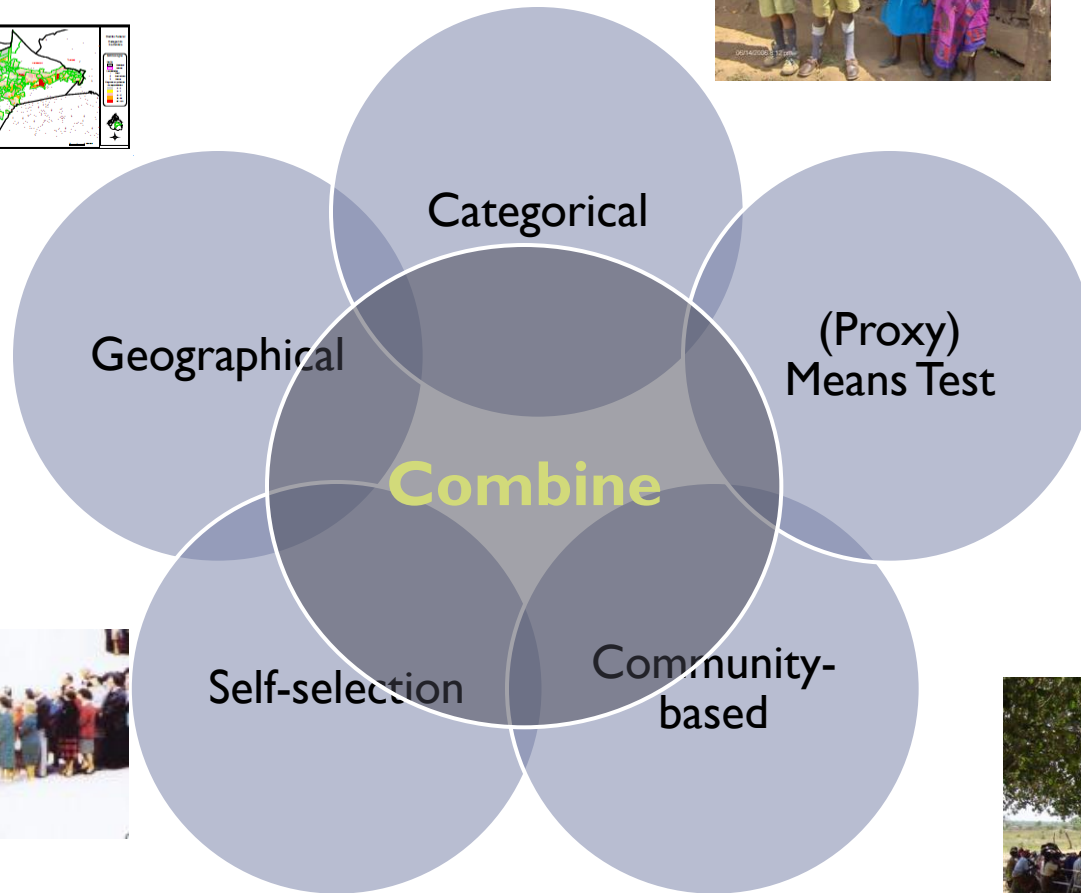 Categorical
Geographical
(Proxy)
Means Test
Combine
Self-selection
Community-
based